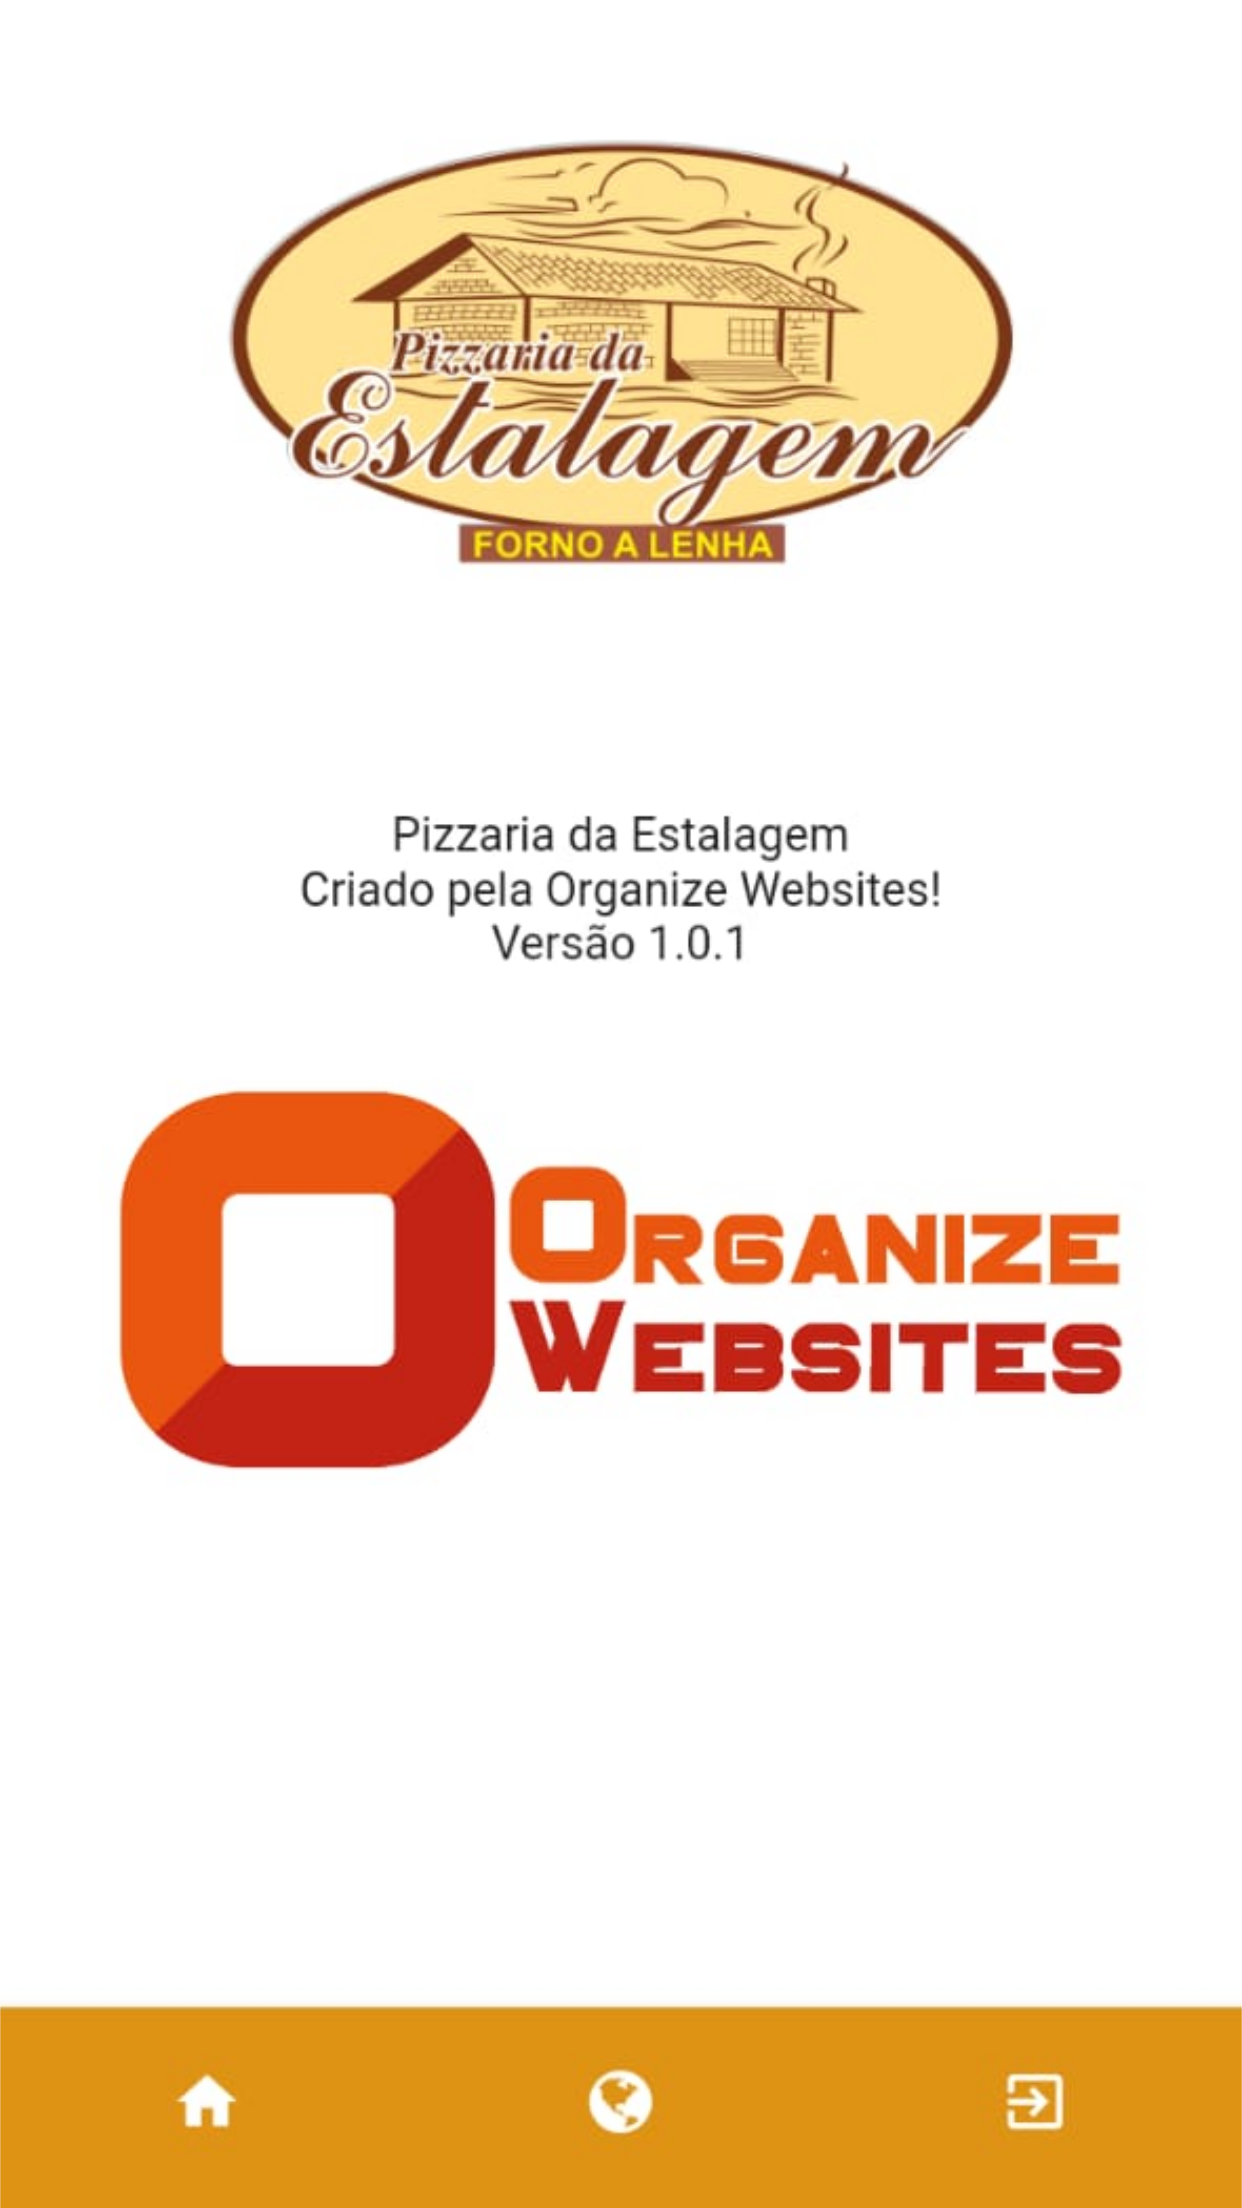 Pizzaria da
Estalagem
FORNO A LENHA
Pizzaria da Estalagem
Criado pela Organize Websites!
Versão 1.0.1
ORGANIZE
WEBSITES